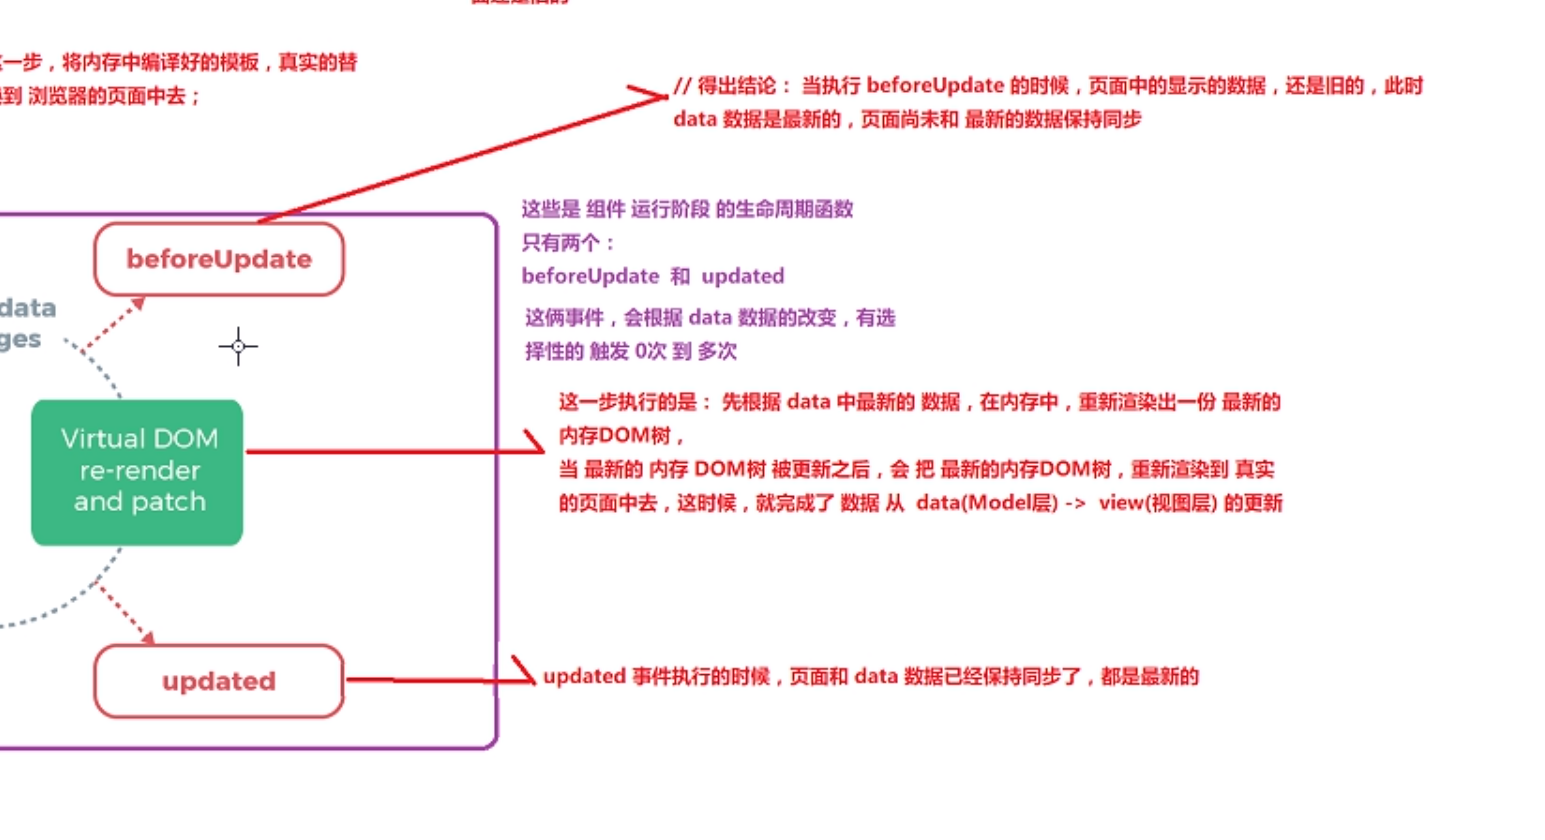 一步，将内存中编译好的模板，真实的替
到 浏览器的页面中去；
// 得出结论： 当执行 beforeUpdate 的时候，页面中的显示的数据，还是旧的，此时
data 数据是最新的，页面尚未和 最新的数据保持同步
这些是 组件 运行阶段 的生命周期函数
只有两个：
beforeUpdate 和 updated
这俩事件，会根据 data 数据的改变，有选
择性的 触发 0次 到 多次
beforeUpdate
data
ges
这一步执行的是： 先根据 data 中最新的 数据，在内存中，重新渲染出一份 最新的
内存DOM树，
当 最新的 内存 DOM树 被更新之后，会 把 最新的内存DOM树，重新渲染到 真实
的页面中去，这时候，就完成了 数据 从 data(Model层) -> view(视图层) 的更新
Virtual DOM
re-render
and patch
updated
updated 事件执行的时候，页面和 data 数据已经保持同步了，都是最新的